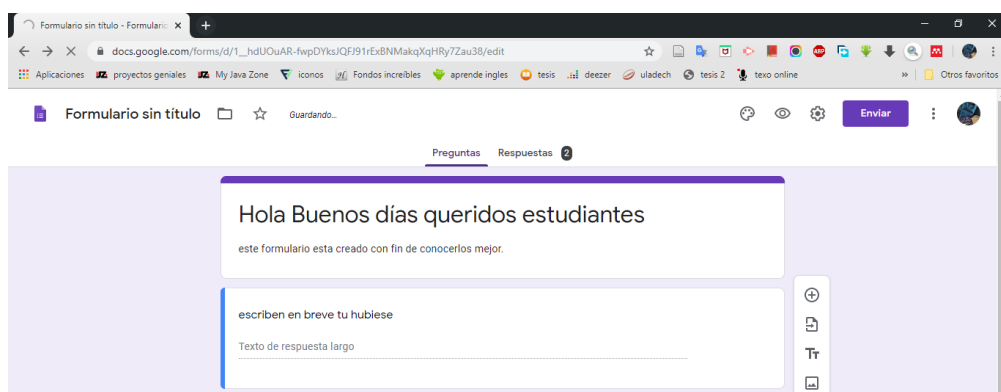 Formulario sin título - Formulario
docs.google.com/forms/d/1__hdUOuAR-fwpDYksJQFJ91rExBNMakqXqHRy7Zau38/edit
Aplicaciones proyectos geniales My Java Zone iconos Fondos increíbles aprende ingles tesis deezer uladech tesis 2 texo online » Otros favoritos
Formulario sin título Guardando... Enviar
Preguntas Respuestas 2
Hola Buenos días queridos estudiantes
este formulario esta creado con fin de conocerlos mejor.
escriben en breve tu hubiese
Texto de respuesta largo